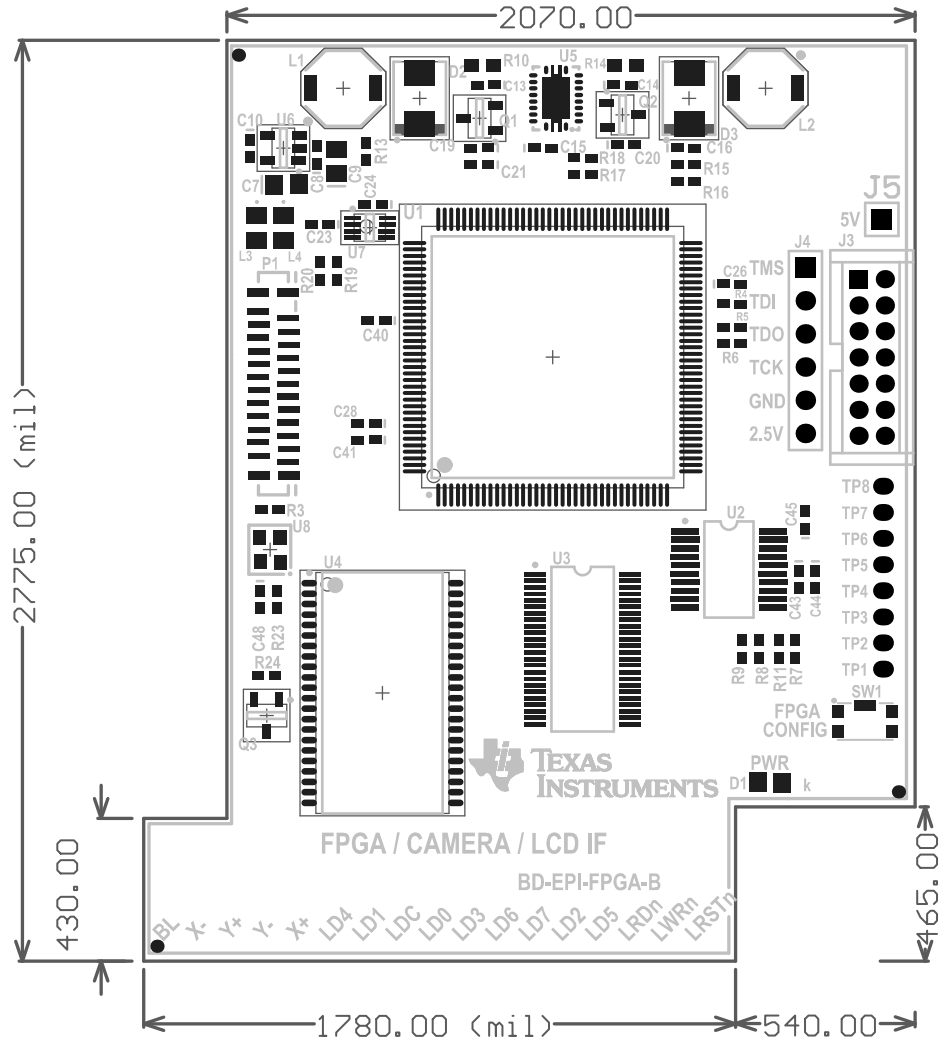 2070.00
L1
D2
R10
C13
U5
R14
C14
Q2
D3
L2
C10
U6
C19
Q1
C21
C15
R18
R17
C20
C16
R15
R16
R13
C7
C8
C9
C24
J5
5V
L3
L4
C23
U1
U7
P1
R20
R19
J4
J3
TMS
TDI
TDO
TCK
GND
2.5V
C26
R4
R5
R6
C40
C28
C41
2775.00 (mil)
R3
U8
U4
U3
U2
C45
C43
C44
TP8
TP7
TP6
TP5
TP4
TP3
TP2
TP1
C48
R23
R24
Q3
R9
R8
R11
R7
SW1
FPGA
CONFIG
TEXAS
INSTRUMENTS
PWR
D1
k
430.00
465.00
FPGA / CAMERA / LCD IF
BD-EPI-FPGA-B
BL X- Y+ Y- X+ LD4 LD1 LDC LD0 LD3 LD6 LD7 LD2 LD5 LRDn LWRn LRSTn
1780.00 (mil)
540.00